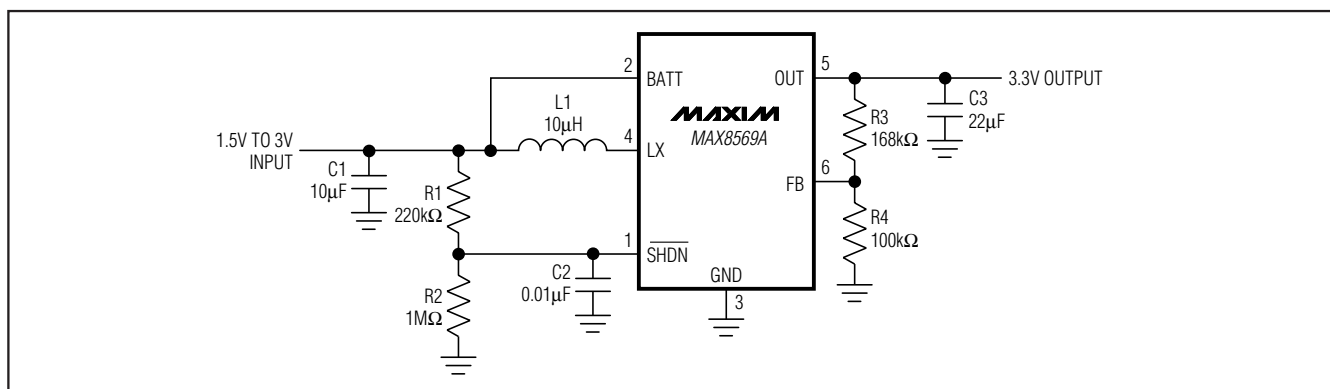 2
BATT
OUT
5
3.3V OUTPUT
MAXIM
MAX8569A
L1
10µH
4
LX
R3
168kΩ
C3
22µF
1.5V TO 3V
INPUT
C1
10µF
R1
220kΩ
FB
6
R4
100kΩ
1
SHDN
C2
0.01µF
GND
3
R2
1MΩ